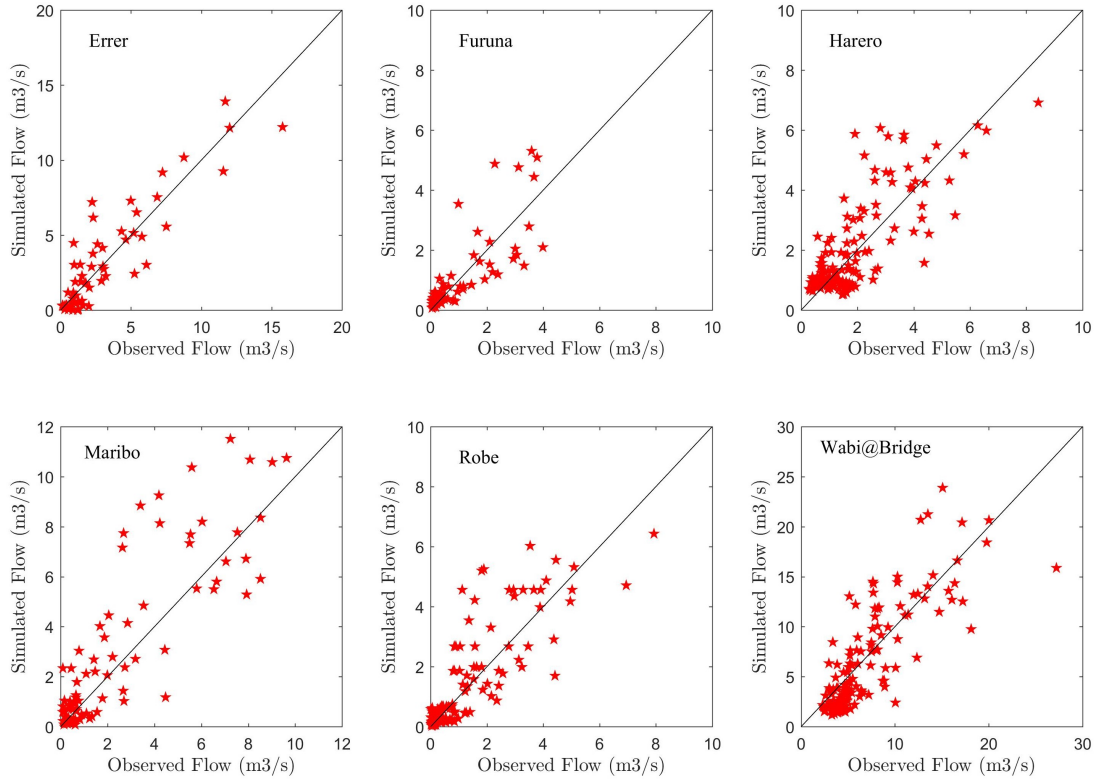 20
15
10
5
0
Errer
0 5 10 15 20
Simulated Flow (m3/s)
Observed Flow (m3/s)
10
8
6
4
2
0
Furuna
0 2 4 6 8 10
Simulated Flow (m3/s)
Observed Flow (m3/s)
10
8
6
4
2
0
Harero
0 2 4 6 8 10
Simulated Flow (m3/s)
Observed Flow (m3/s)
12
10
8
6
4
2
0
Maribo
0 2 4 6 8 10 12
Simulated Flow (m3/s)
Observed Flow (m3/s)
10
8
6
4
2
0
Robe
0 2 4 6 8 10
Simulated Flow (m3/s)
Observed Flow (m3/s)
30
25
20
15
10
5
0
Wabi@Bridge
0 10 20 30
Simulated Flow (m3/s)
Observed Flow (m3/s)